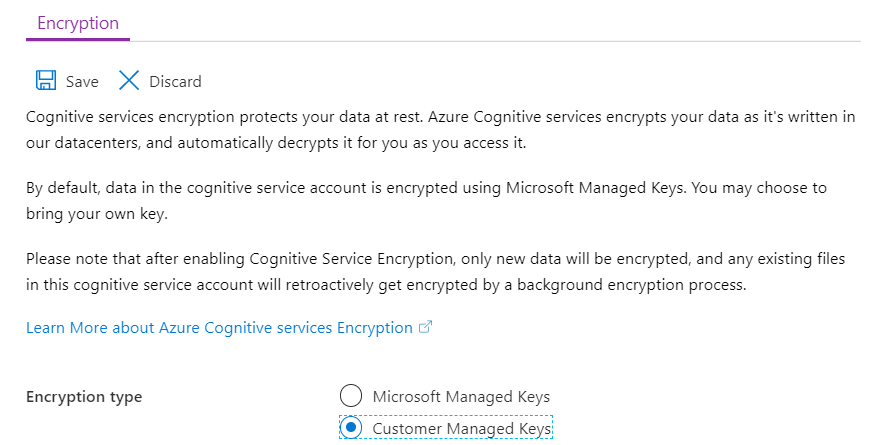 Encryption
Save Discard
Cognitive services encryption protects your data at rest. Azure Cognitive services encrypts your data as it's written in
our datacenters, and automatically decrypts it for you as you access it.
By default, data in the cognitive service account is encrypted using Microsoft Managed Keys. You may choose to
bring your own key.
Please note that after enabling Cognitive Service Encryption, only new data will be encrypted, and any existing files
in this cognitive service account will retroactively get encrypted by a background encryption process.
Learn More about Azure Cognitive services Encryption
Encryption type Microsoft Managed Keys
Customer Managed Keys